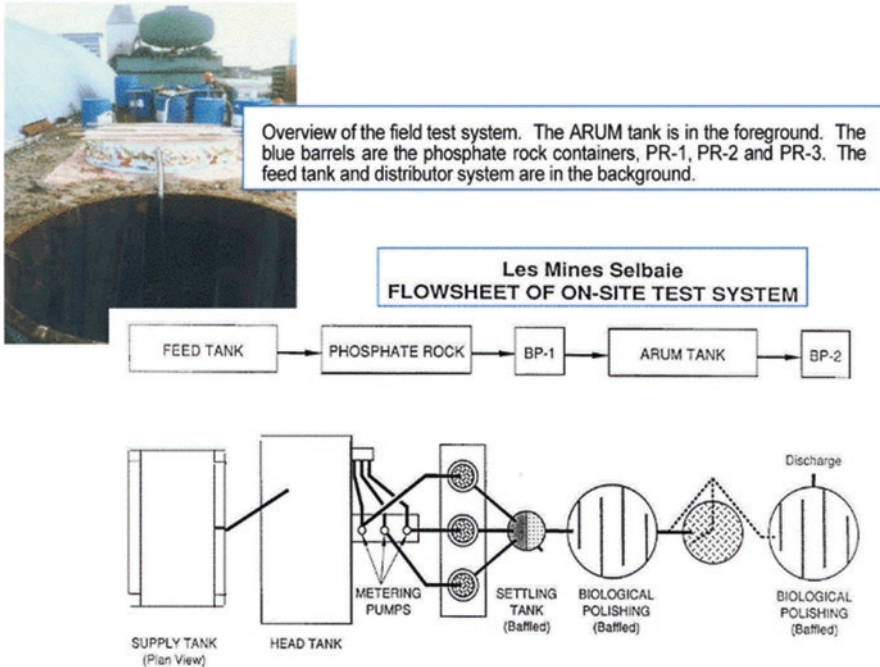 Overview of the field test system. The ARUM tank is in the foreground. The
blue barrels are the phosphate rock containers, PR-1, PR-2 and PR-3. The
feed tank and distributor system are in the background.
Les Mines Selbaie
FLOWSHEET OF ON-SITE TEST SYSTEM
FEED TANK
PHOSPHATE ROCK
BP-1
ARUM TANK
BP-2
Discharge
METERING
PUMPS
SETTLING
TANK
(Baffled)
BIOLOGICAL
POLISHING
(Baffled)
BIOLOGICAL
POLISHING
(Baffled)
SUPPLY TANK
(Plan View)
HEAD TANK